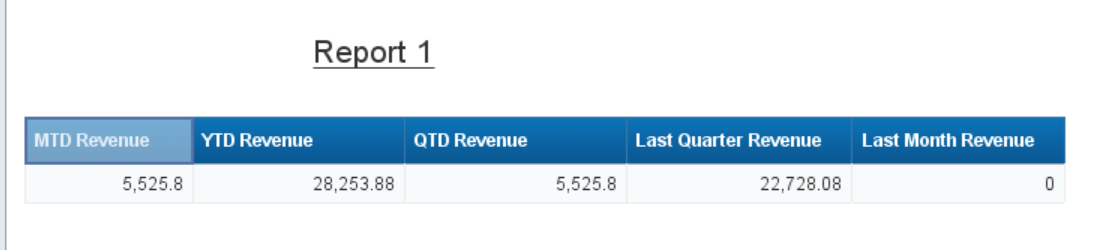 Report 1
MTD Revenue YTD Revenue QTD Revenue Last Quarter Revenue Last Month Revenue
5,525.8 28,253.88 5,525.8 22,728.08 0